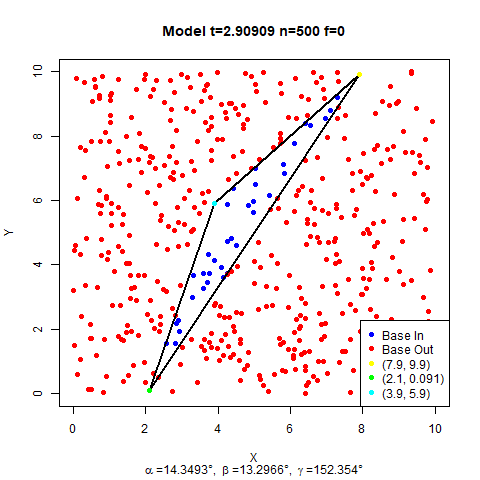 Model t=2.90909 n=500 f=0
Y
10
8
6
4
2
0
Base In
Base Out
(7.9, 9.9)
(2.1, 0.091)
(3.9, 5.9)
0 2 4 6 8 10
X
α=14.3493°, β=13.2966°, γ=152.354°